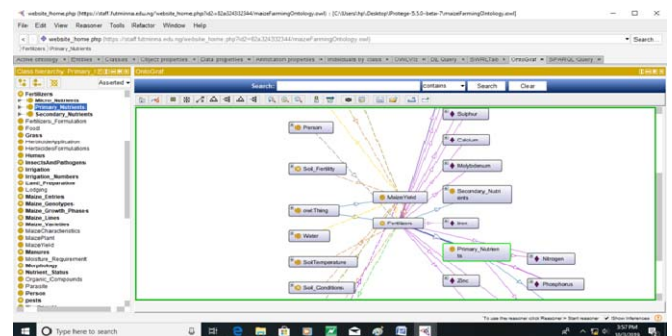 website_home.php (https://staff.futminna.edu.ng/website_home.php?id2=82a324332344/maizeFarmingOntology.owl) : [C:\Users\hp\Desktop\Protege-5.5.0-beta-7\maizeFarmingOntology.owl]
File Edit View Reasoner Tools Refactor Window Help
website_home.php (https://staff.futminna.edu.ng/website_home.php?id2=82a324332344/maizeFarmingOntology.owl)
Search...
Fertilizers Primary_Nutrients
Active ontology × Entities × Classes × Object properties × Data properties × Annotation properties × Individuals by class × OWLViz × DL Query × SWRLTab × OntoGraf × SPARQL Query ×
Class hierarchy: Primary_
OntoGraf:
Asserted
Search: contains Search Clear
Fertilizers
Micro_Nutrients
Primary_Nutrients
Secondary_Nutrients
Fertilizers_Formulation
Food
Grass
HerbicideApplication
HerbicidesFormulations
Humus
InsectsAndPathogens
Irrigation
Irrigation_Numbers
Land_Preparation
Lodging
Maize_Entries
Maize_Genotypes
Maize_Growth_Phases
Maize_Lines
Maize_Varieties
MaizeCharacteristics
MaizePlant
MaizeYield
Manures
Moisture_Requirement
Morphology
Nutrient_Status
Organic_Compounds
Parasite
Person
pests
Sulphur
Person
Calcium
Soil_Fertility
Molybdenum
MaizeYield
Secondary_Nutri
ents
owl:Thing
Fertilizers
Iron
Water
Primary_Nutrien
ts
Nitrogen
SoilTemperature
Zinc
Phosphorus
Soil_Conditions
To use the reasoner click Reasoner > Start reasoner
Show Inferences
Type here to search
3:57 PM